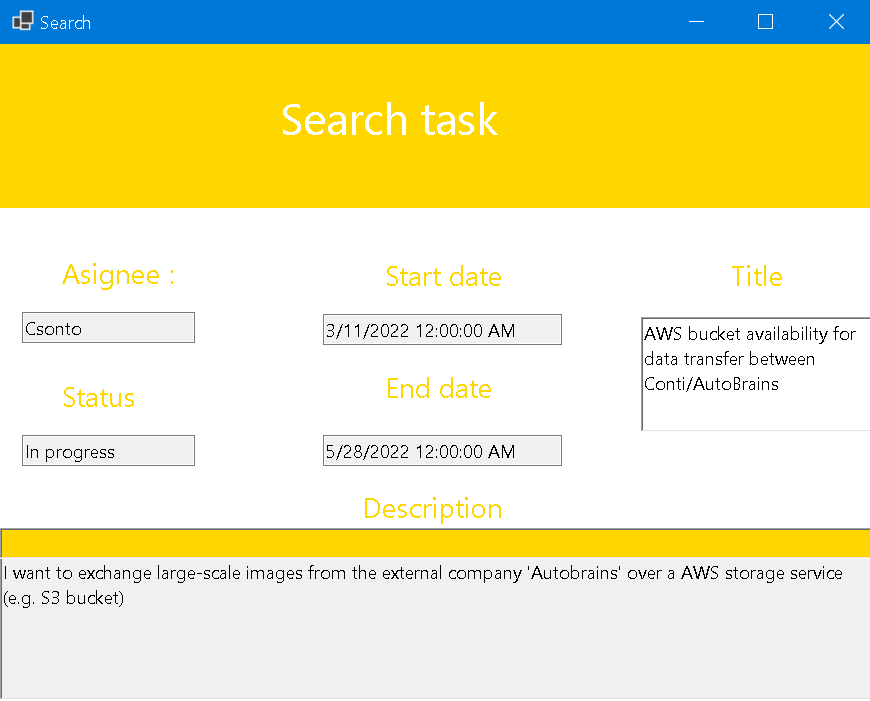 Search
Search task
Asignee :
Start date
Title
Csonto
3/11/2022 12:00:00 AM
AWS bucket availability for
data transfer between
Conti/AutoBrains
Status
End date
In progress
5/28/2022 12:00:00 AM
Description
I want to exchange large-scale images from the external company 'Autobrains' over a AWS storage service
(e.g. S3 bucket)